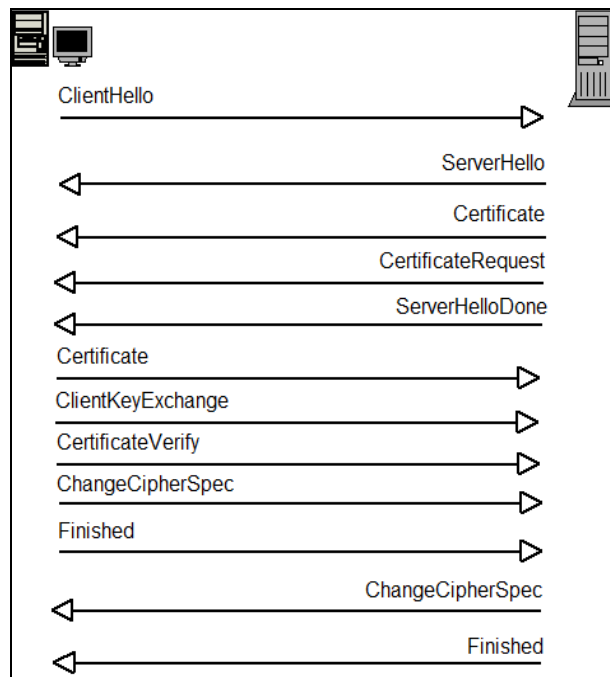 ClientHello
ServerHello
Certificate
CertificateRequest
ServerHelloDone
Certificate
ClientKeyExchange
CertificateVerify
ChangeCipherSpec
Finished
ChangeCipherSpec
Finished